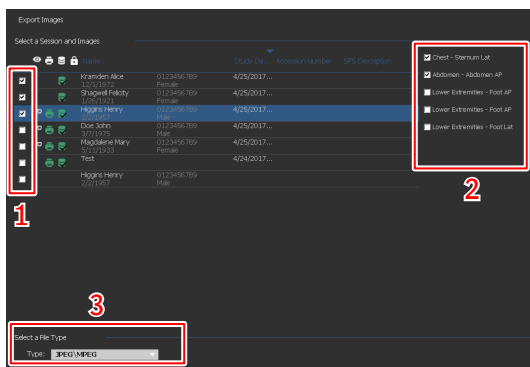 Export Images
Select a Session and Images
Name Study Da... Accession Number SPS Description
Kramden Alice 0123456789 4/25/2017...
12/1/1972 Female
Shagwell Felicity 0123456789 4/25/2017...
1/26/1921 Female
Higgins Henry 0123456789 4/25/2017...
2/2/1957 Male
Doe John 0123456789 4/25/2017...
3/7/1975 Male
Magdalene Mary 0123456789 4/25/2017...
5/11/1933 Female
Test 4/24/2017...
Higgins Henry 0123456789
2/2/1957 Male
1
Chest - Sternum Lat
Abdomen - Abdomen AP
Lower Extremities - Foot AP
Lower Extremities - Foot AP
Lower Extremities - Foot Lat
2
3
Select a File Type
Type: JPEG\MPEG